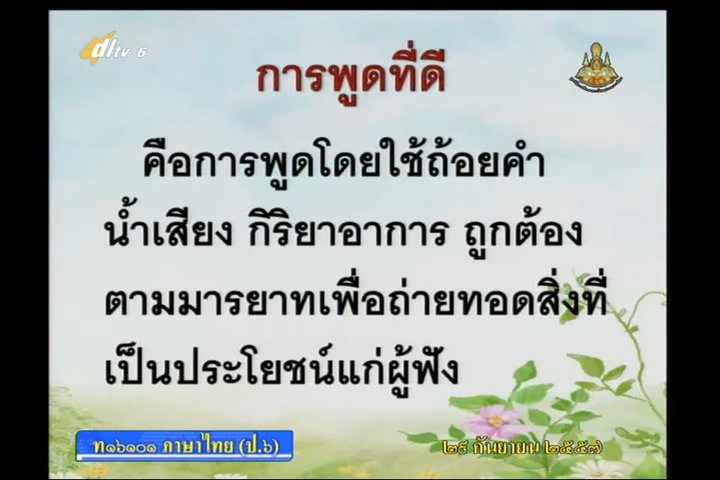 dltv 6
การพูดที่ดี
คือการพูดโดยใช้ถ้อยคำ
น้ำเสียง กิริยาอาการ ถูกต้อง
ตามมารยาทเพื่อถ่ายทอดสิ่งที่
เป็นประโยชน์แก่ผู้ฟัง
ท๑๖๑๐๑ ภาษาไทย (ป.๖)
๒๙ กันยายน ๒๕๕๗